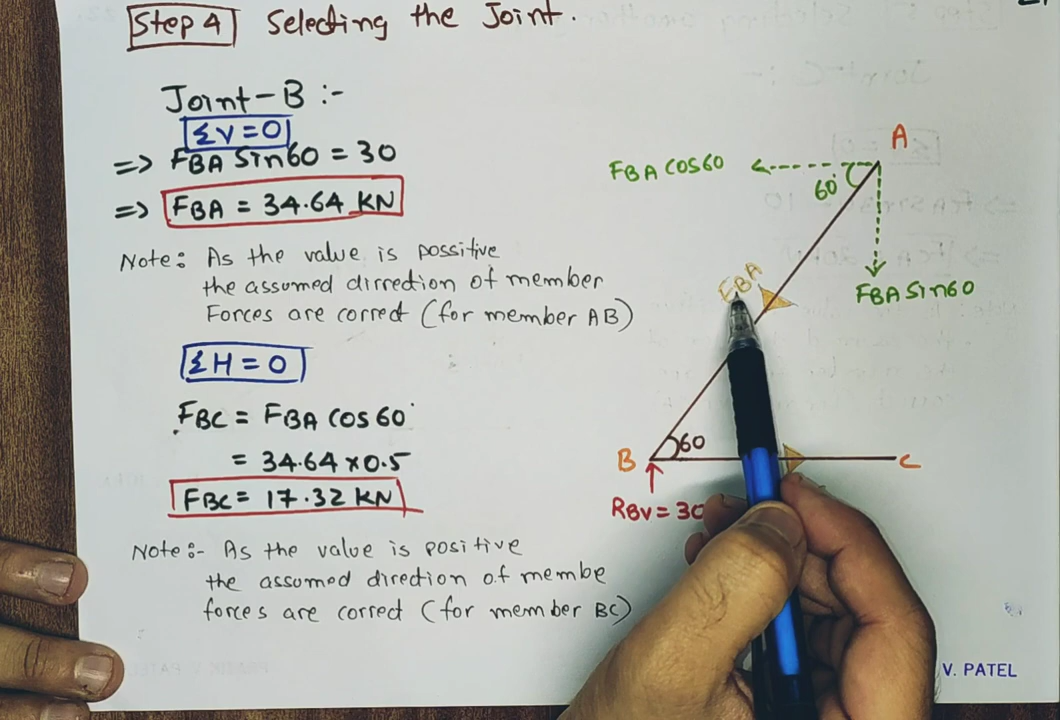 Step 4 Selecting the Joint.
Joint-B :-
ΣV=0
=> FBA Sin60 = 30
=> FBA = 34.64 KN
Note: As the value is possitive
the assumed dirrection of member
Forces are correct (for member AB)
ΣH = 0
FBC = FBA COS 60°
= 34.64 x 0.5
FBC = 17.32 KN
Note:- As the value is positive
the assumed direction of membe
forces are correct (for member BC)
A
FBA COS60
60°
FBA
FBA Sin60
B
60
C
RBV = 30
V. PATEL